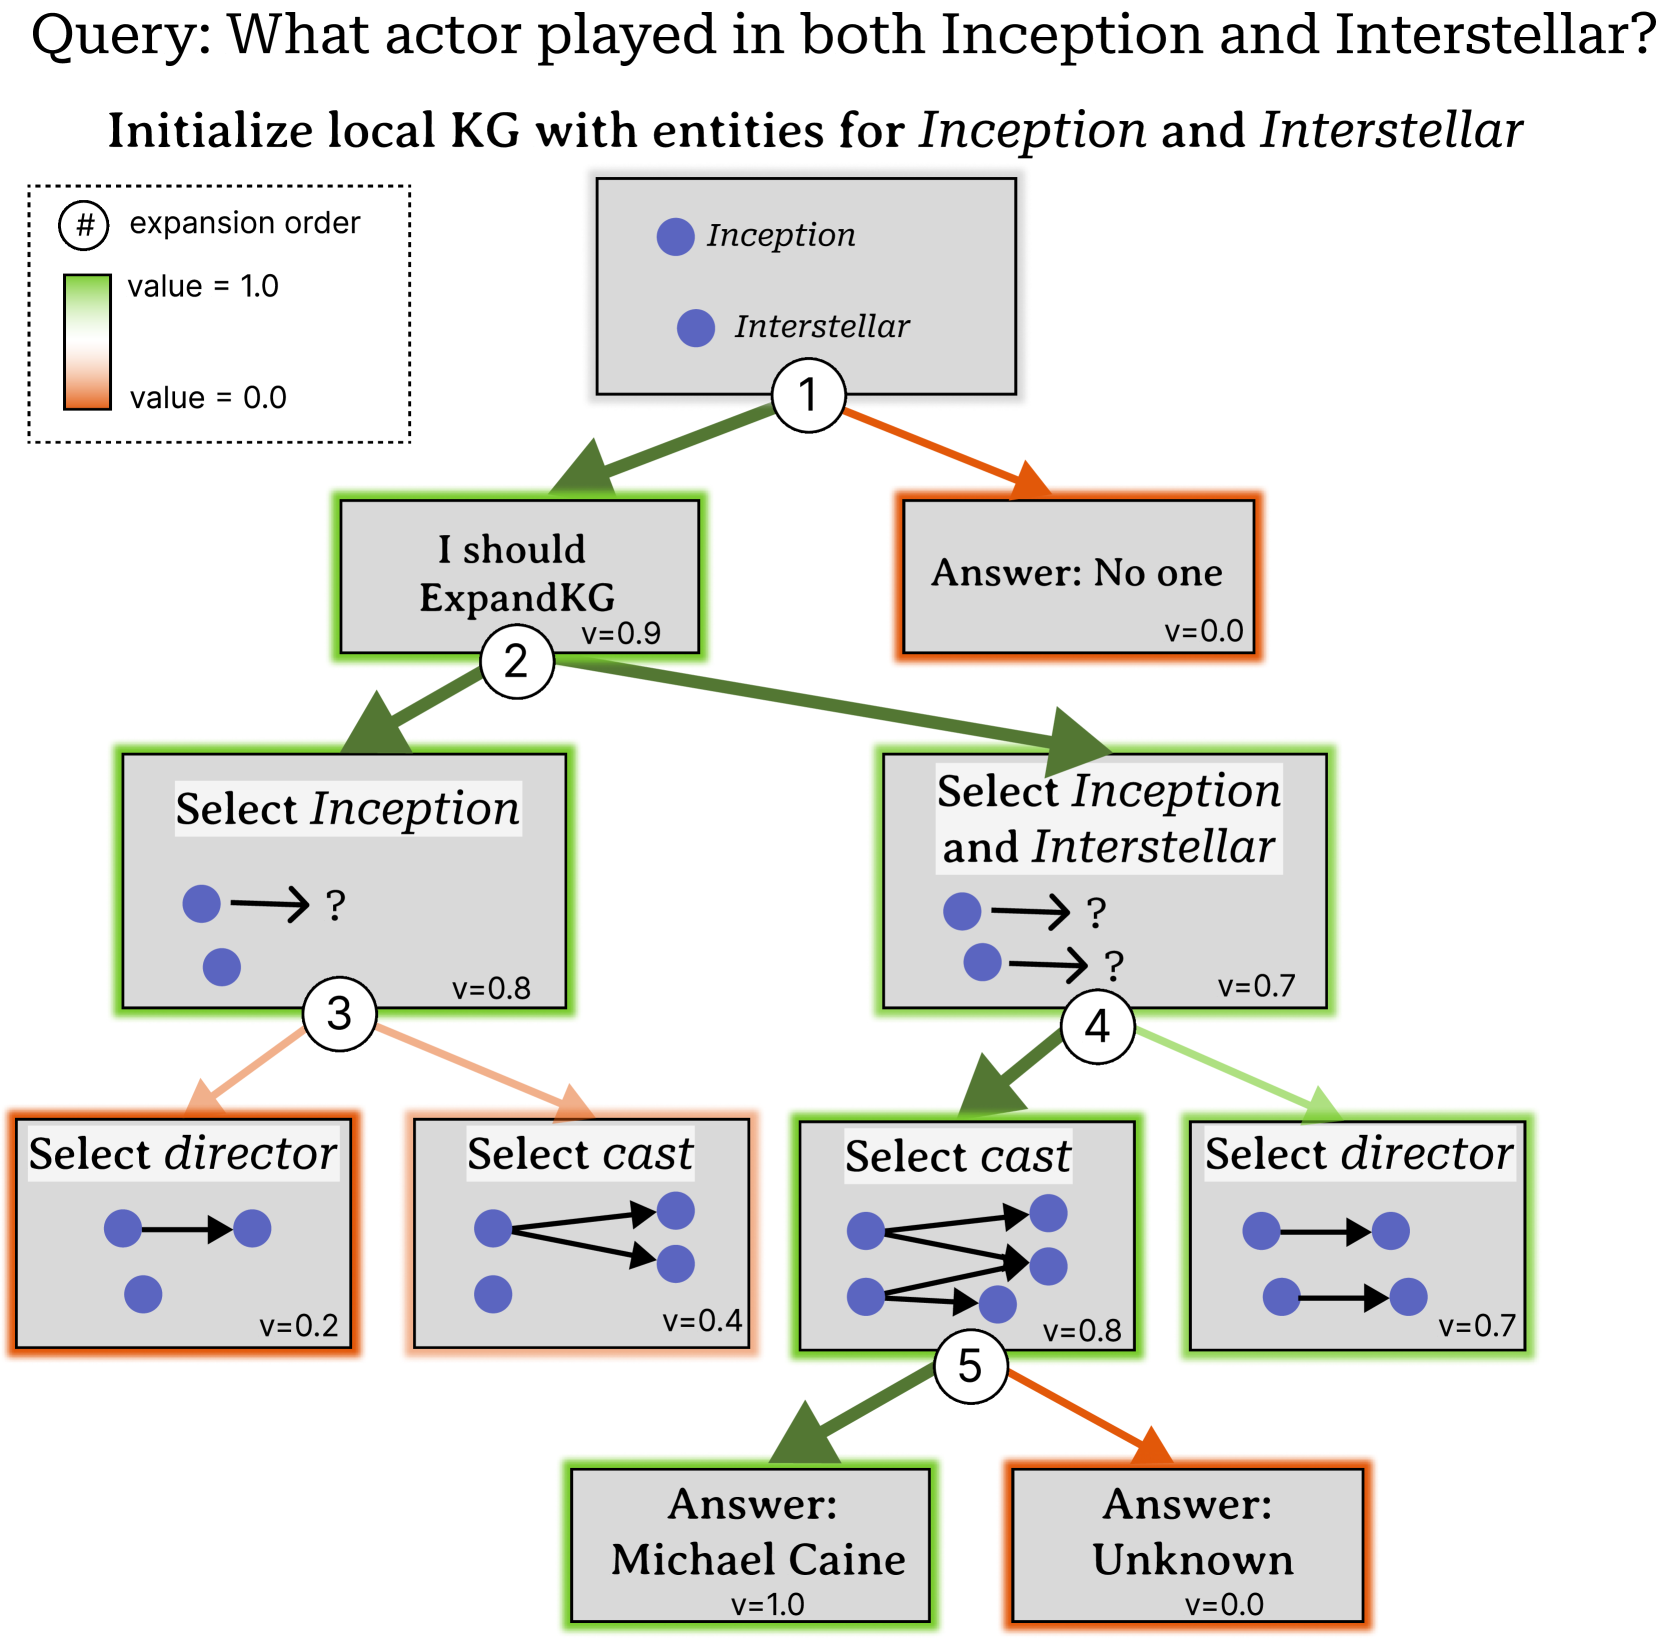 Query: What actor played in both Inception and Interstellar?
Initialize local KG with entities for Inception and Interstellar
# expansion order
value = 1.0
value = 0.0
Inception
Interstellar
1
I should
ExpandKG
v=0.9
Answer: No one
v=0.0
2
Select Inception
?
v=0.8
Select Inception
and Interstellar
?
?
v=0.7
3
4
Select director
v=0.2
Select cast
v=0.4
Select cast
v=0.8
Select director
v=0.7
5
Answer:
Michael Caine
v=1.0
Answer:
Unknown
v=0.0